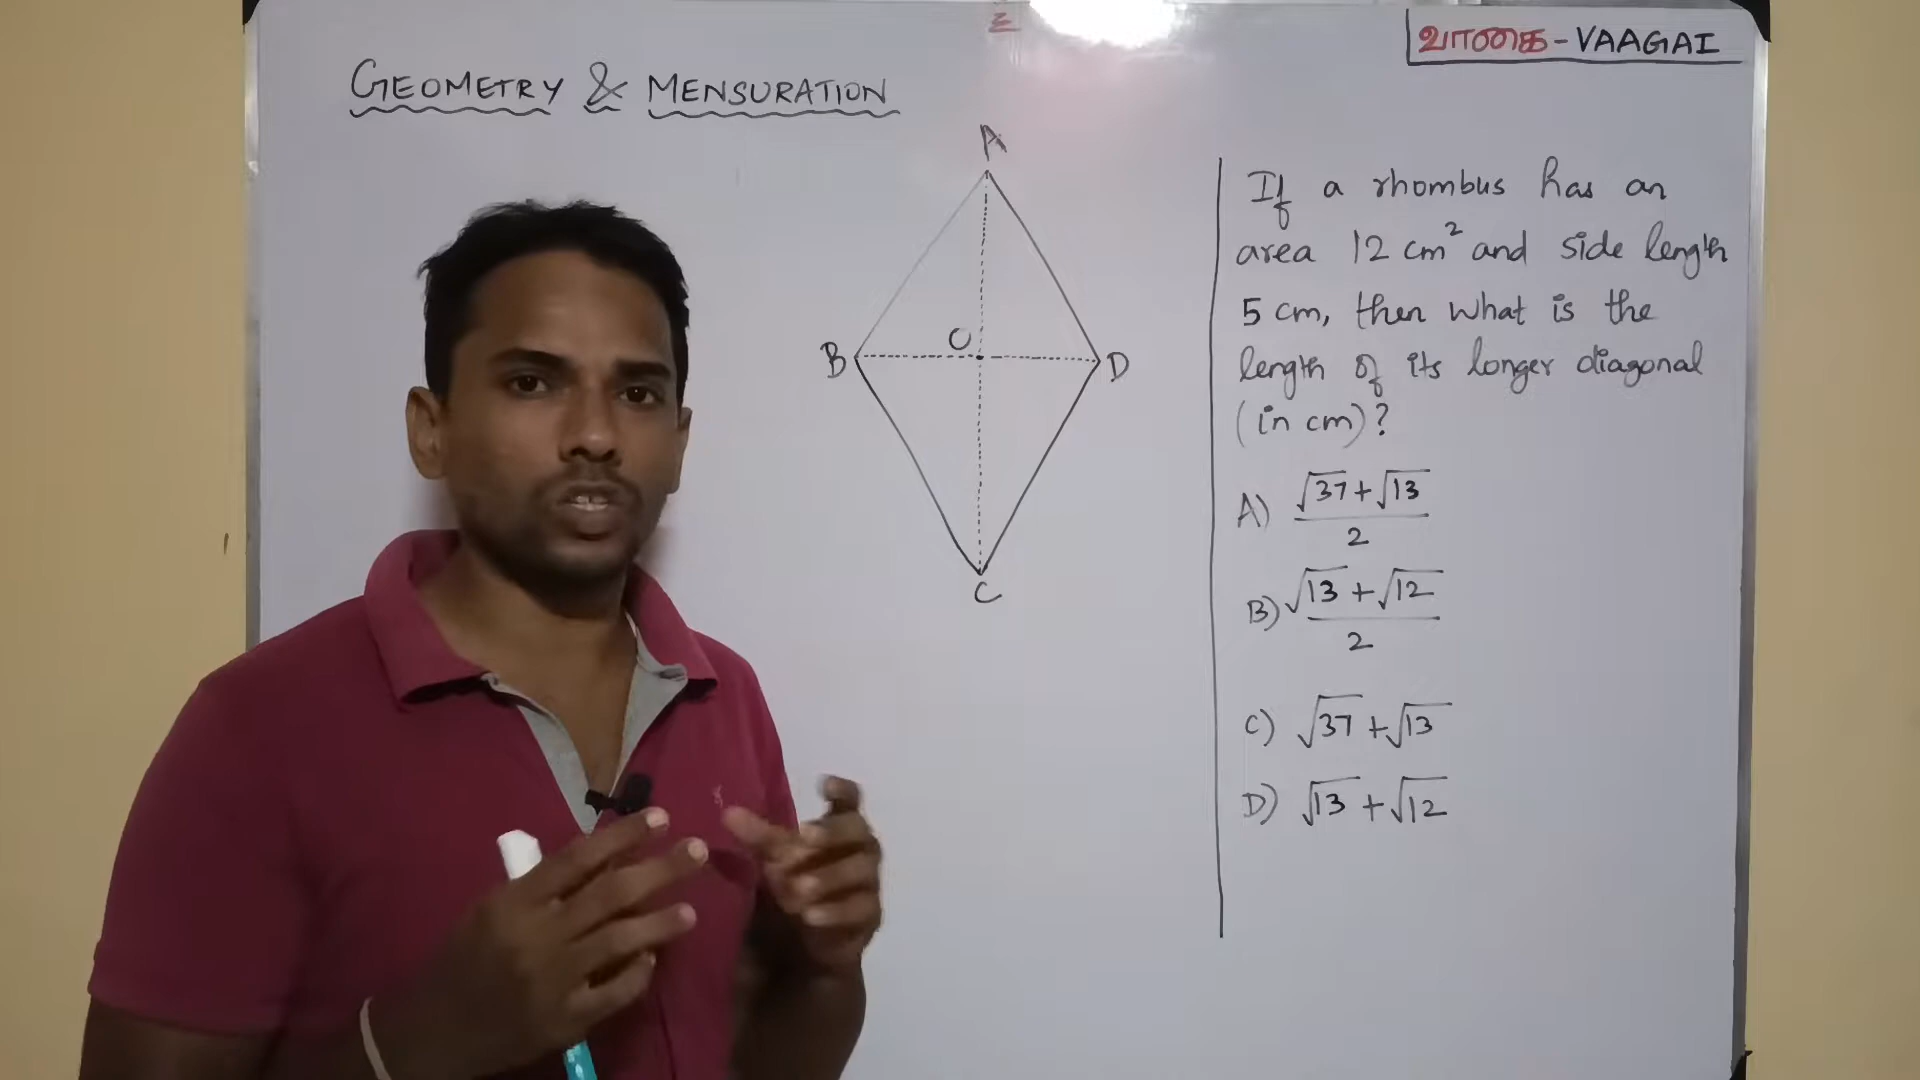 வாகை - VAAGAI
GEOMETRY & MENSURATION
A
B
O
D
C
If a rhombus has an
area 12 cm² and side length
5 cm, then what is the
length of its longer diagonal
(in cm)?
A) (√37 + √13) / 2
B) (√13 + √12) / 2
C) √37 + √13
D) √13 + √12